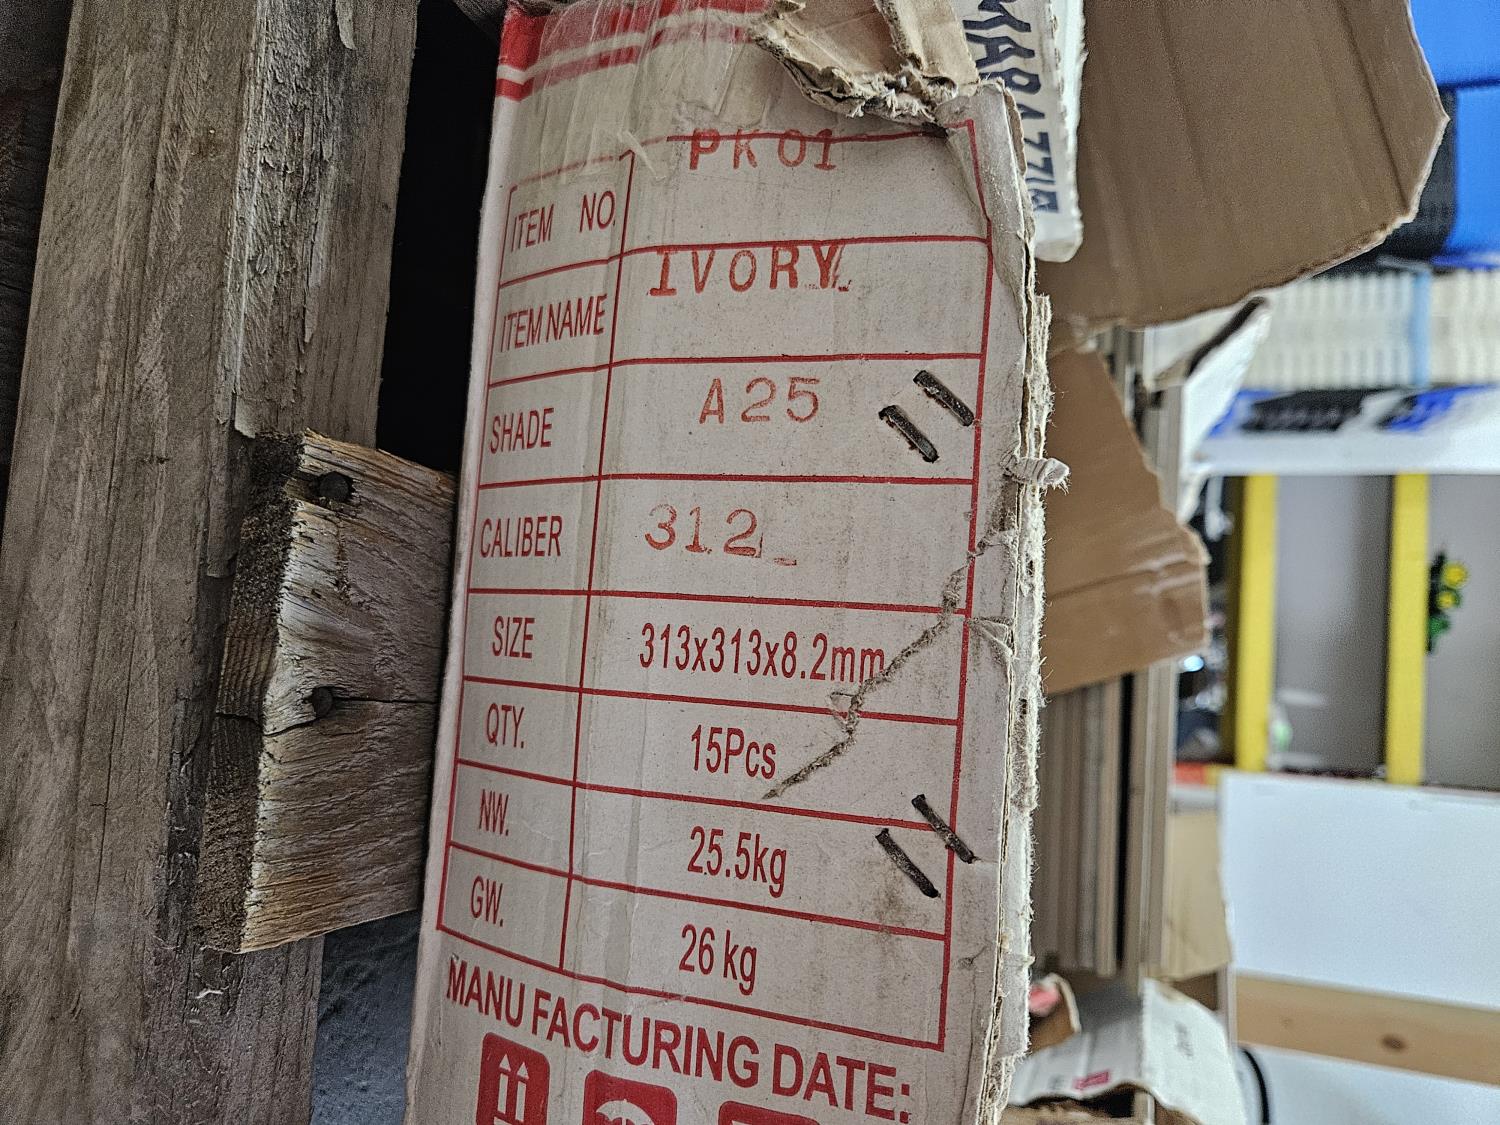 PK01
ITEM NO.
IVORY
ITEM NAME
SHADE A25
CALIBER 312
SIZE 313x313x8.2mm
QTY. 15Pcs
NW. 25.5kg
GW. 26 kg
MANU FACTURING DATE: